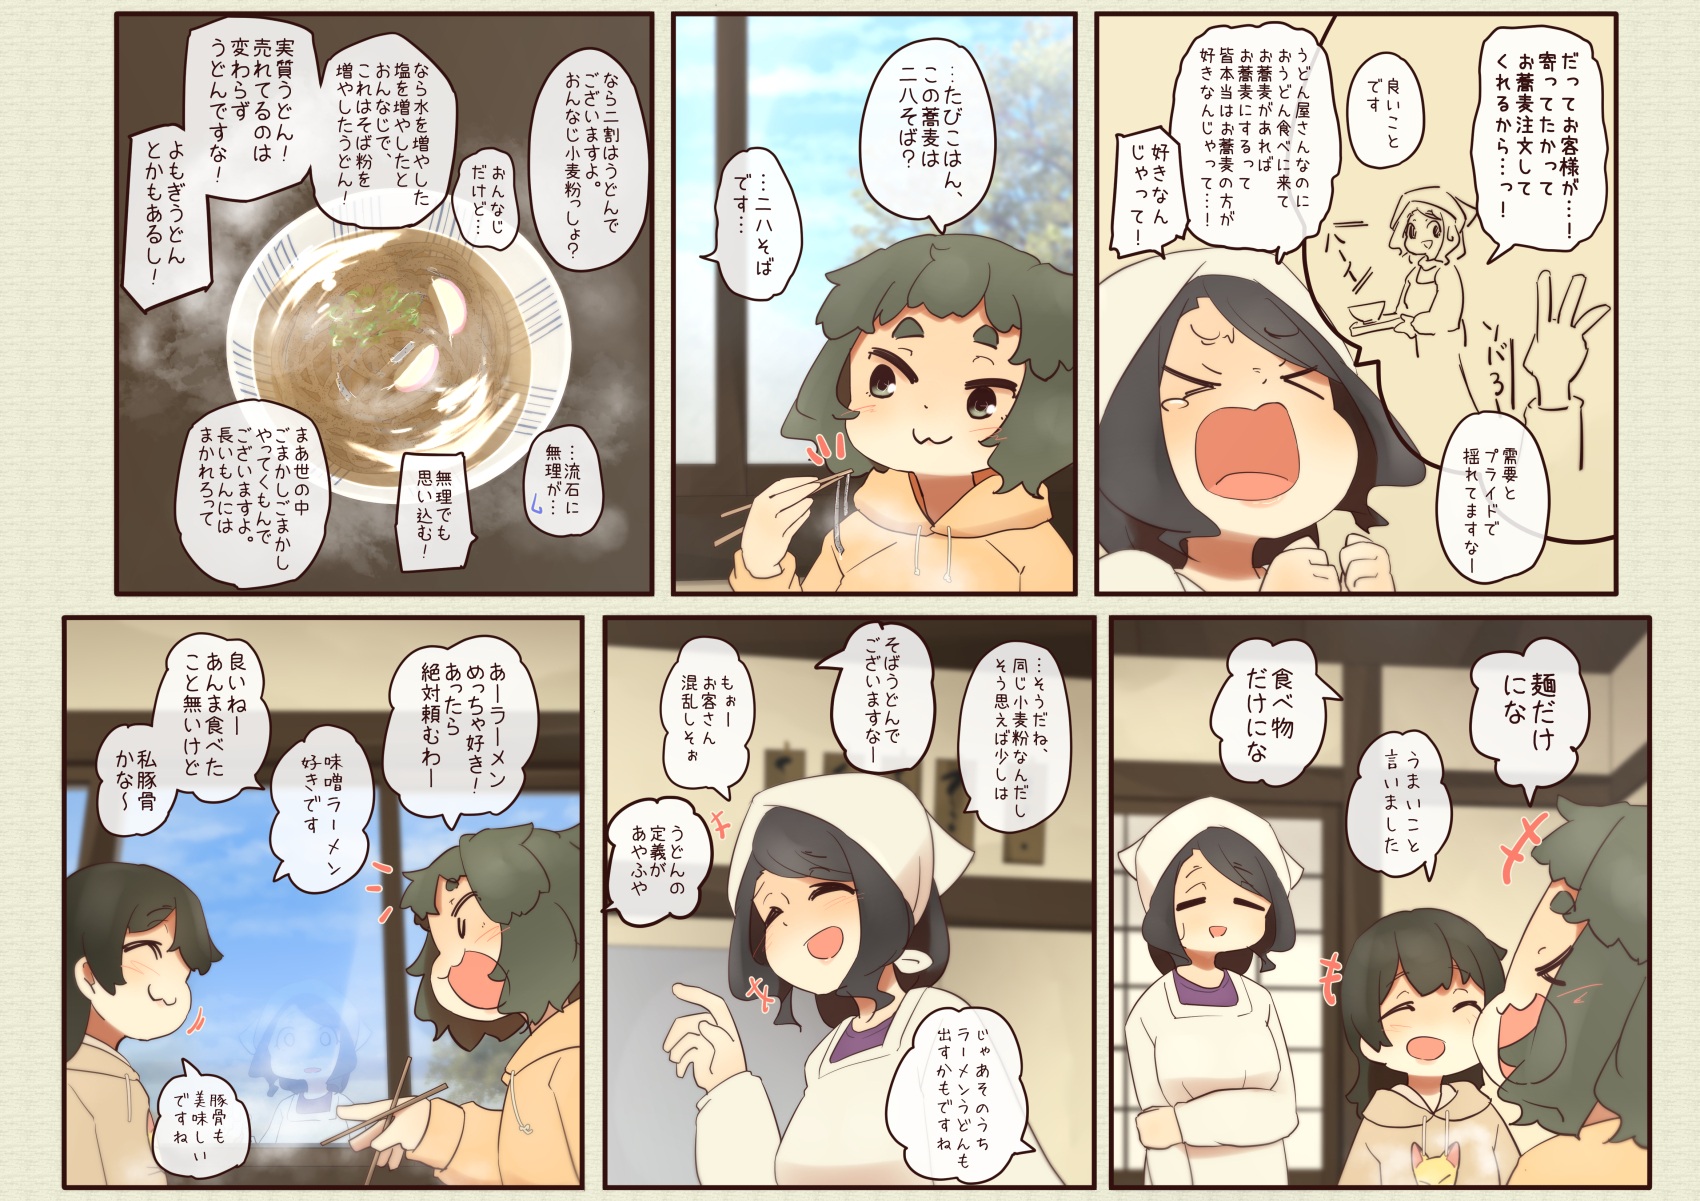 だってお客様が…！
寄ってたかって
お蕎麦注文して
くれるから…っ！
良いこと
です
うどん屋さんなのに
おうどん食べに来て
お蕎麦があれば
お蕎麦にするって
皆本当はお蕎麦の方が
好きなんじゃって…！
好きなん
じゃって！
ハーイ
ソバ3
需要と
プライドで
揺れてますなー
…たびこはん、
この蕎麦は
二八そば？
…二八そば
です…
なら二割はうどんで
ございますよ。
おんなじ小麦粉っしょ？
おんなじ
だけど…
なら水を増やした
塩を増やしたと
おんなじで、
これはそば粉を
増やしたうどん！
実質うどん！
売れてるのは
変わらず
うどんですな！
よもぎうどん
とかもあるし！
…流石に
無理が…
無理でも
思い込む！
まあ世の中
ごまかしごまかし
やってくもんで
ございますよ。
長いもんには
まかれろって
麺だけ
にな
うまいこと
言いました
食べ物
だけにな
…そうだね、
同じ小麦粉なんだし
そう思えば少しは
そばうどんで
ございますなー
もぉー
お客さん
混乱しそぉ
うどんの
定義が
あやふや
じゃあそのうち
ラーメンうどんも
出すかもですね
あーラーメン
めっちゃ好き！
あったら
絶対頼むわー
味噌ラーメン
好きです
良いねー
あんま食べた
こと無いけど
私豚骨
かな〜
豚骨も
美味しい
ですね